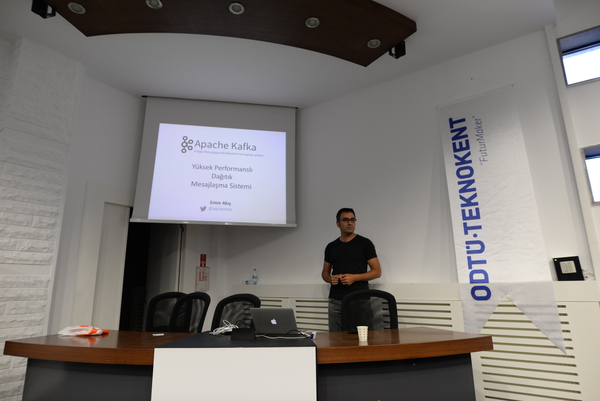 Apache Kafka
Yüksek Performanslı
Dağıtık
Mesajlaşma Sistemi
Emre Akış
ODTÜ·TEKNOKENT
"FuturMaker"